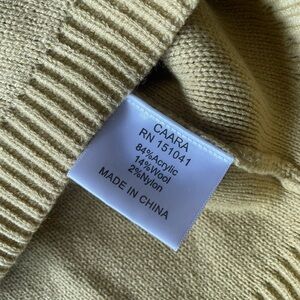 CAARA
RN 151041
84%Acrylic
14%Wool
2%Nylon
MADE IN CHINA